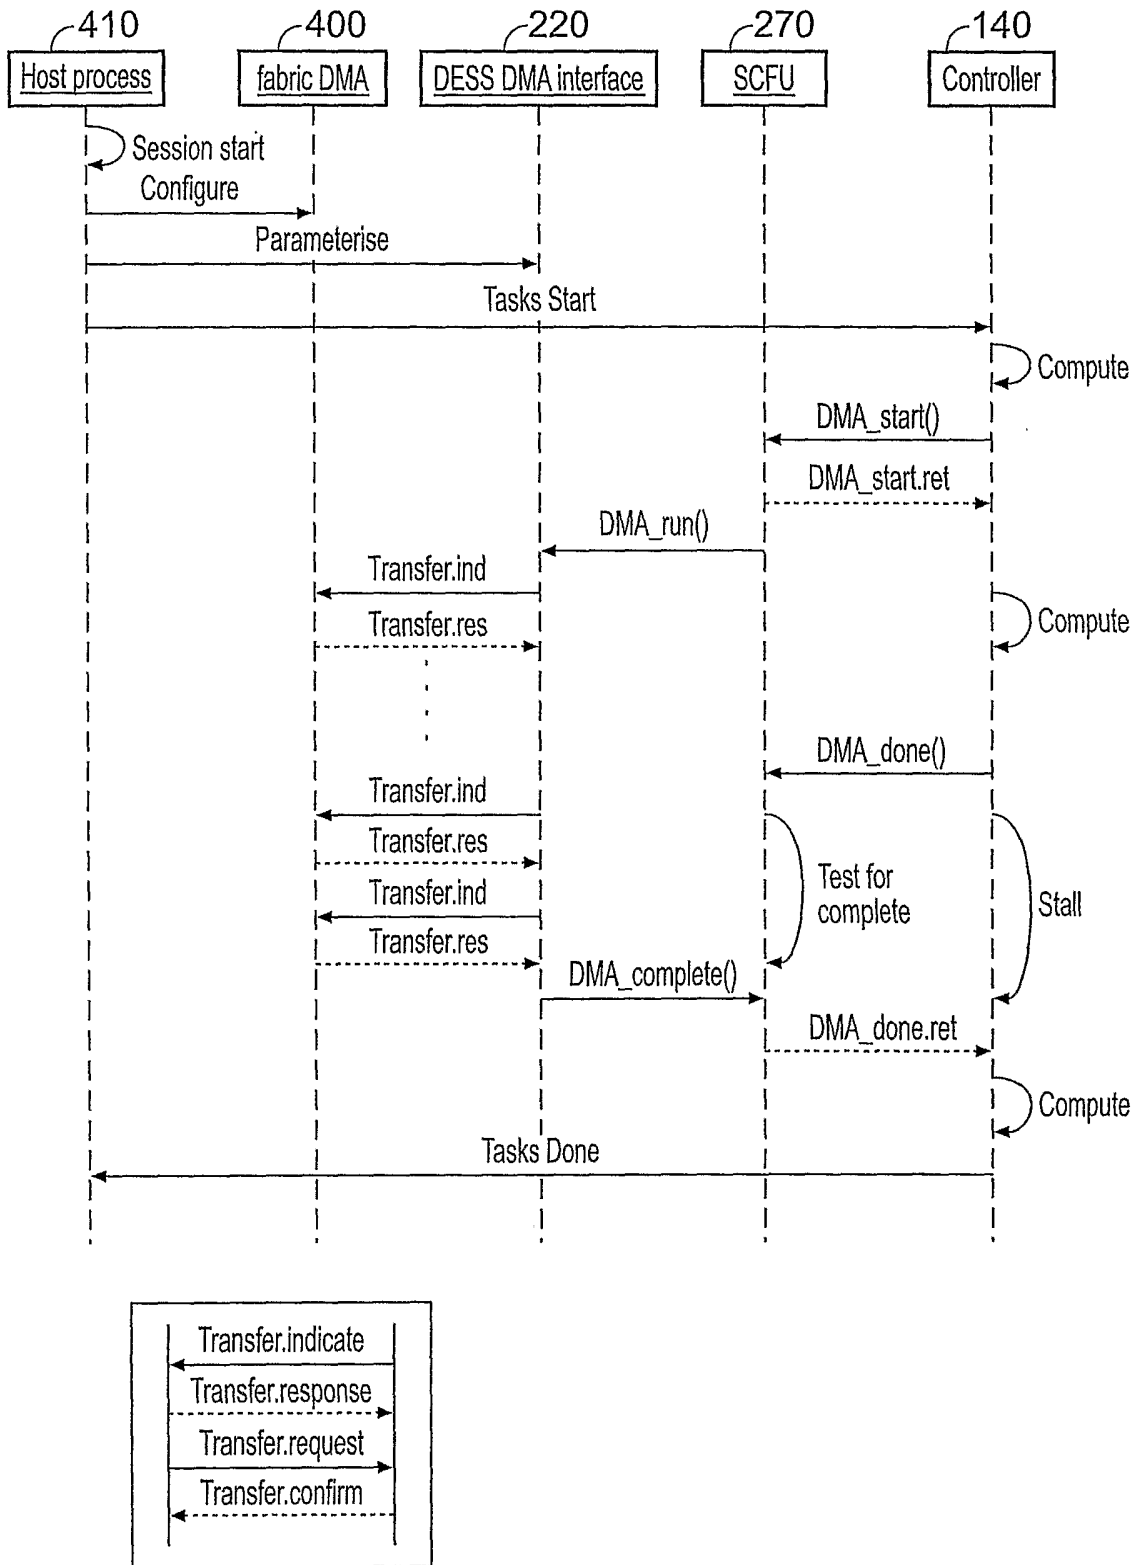 410 400 220 270 140
Host process fabric DMA DESS DMA interface SCFU Controller
Session start
Configure
Parameterise
Tasks Start
Compute
DMA_start()
DMA_start.ret
DMA_run()
Transfer.ind
Compute
Transfer.res
DMA_done()
Transfer.ind
Transfer.res
Test for
complete
Transfer.ind
Stall
Transfer.res
DMA_complete()
DMA_done.ret
Compute
Tasks Done
Transfer.indicate
Transfer.response
Transfer.request
Transfer.confirm